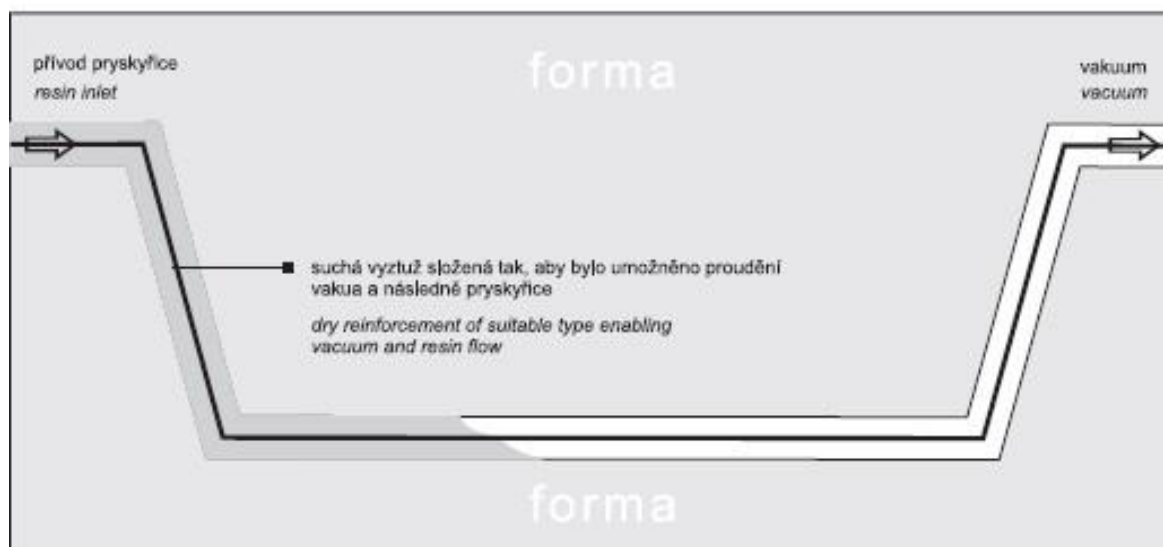 přívod pryskyřice
resin inlet
forma
vakuum
vacuum
suchá vyztuž složená tak, aby bylo umožněno proudění
vakua a následně pryskyřice
dry reinforcement of suitable type enabling
vacuum and resin flow
forma